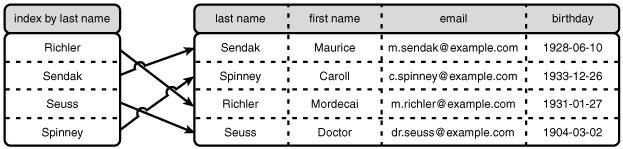 index by last name
Richler
Sendak
Seuss
Spinney
last name first name email birthday
Sendak Maurice m.sendak@example.com 1928-06-10
Spinney Caroll c.spinney@example.com 1933-12-26
Richler Mordecai m.richler@example.com 1931-01-27
Seuss Doctor dr.seuss@example.com 1904-03-02